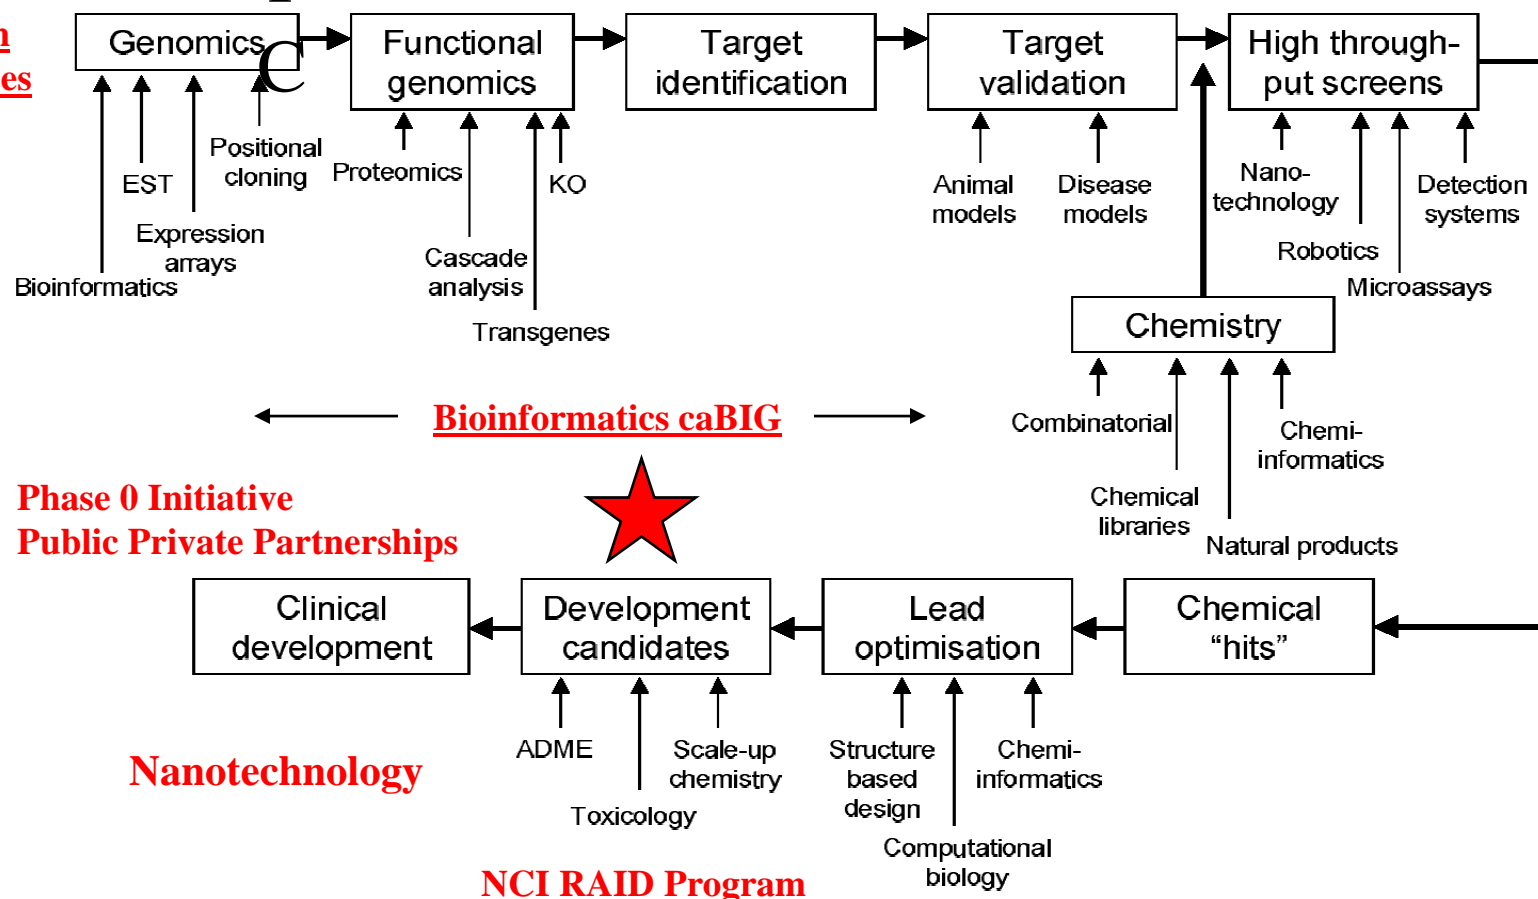 Genomics
C
Functional
genomics
Target
identification
Target
validation
High through-
put screens
Positional
cloning
EST
Expression
arrays
Bioinformatics
Proteomics
KO
Cascade
analysis
Transgenes
Animal
models
Disease
models
Nano-
technology
Detection
systems
Robotics
Microassays
Chemistry
Combinatorial
Chemi-
informatics
Chemical
libraries
Natural products
Bioinformatics caBIG
Phase 0 Initiative
Public Private Partnerships
Clinical
development
Development
candidates
Lead
optimisation
Chemical
“hits”
ADME
Scale-up
chemistry
Toxicology
Structure
based
design
Chemi-
informatics
Computational
biology
Nanotechnology
NCI RAID Program